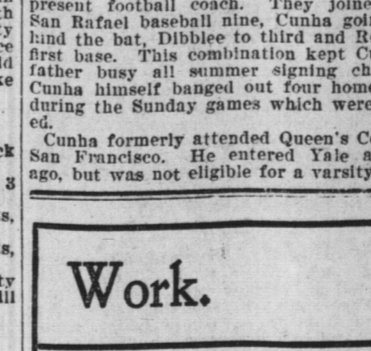 present football coach. They joine
San Rafael baseball nine, Cunha goi
hind the bat, Dibblee to third and R
first base. This combination kept C
father busy all summer signing ch
Cunha himself banged out four hom
during the Sunday games which were
ed.
Cunha formerly attended Queen's C
San Francisco. He entered Yale a
ago, but was not eligible for a varsity
Work.